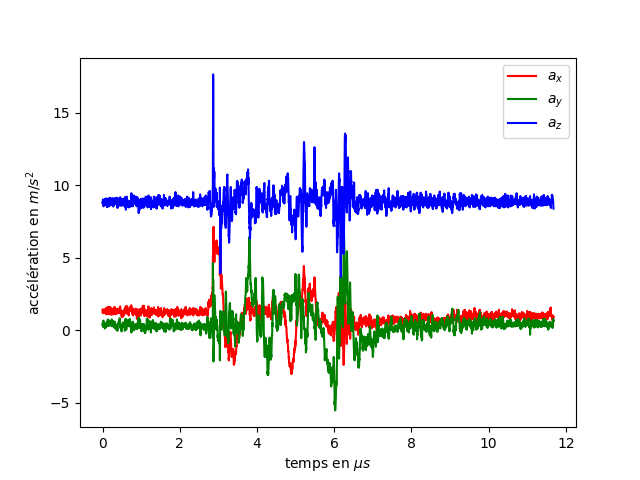 accélération en m/s²
15
10
5
0
−5
0
2
4
6
8
10
12
temps en μs
a_x
a_y
a_z